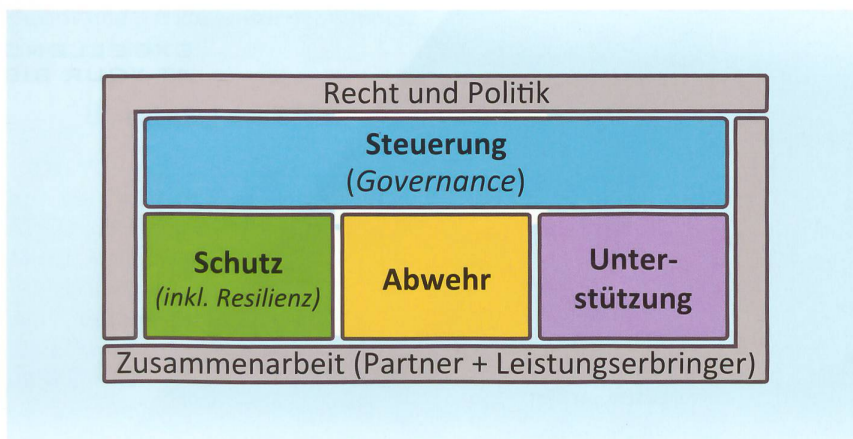 Recht und Politik
Steuerung
(Governance)
Schutz
(inkl. Resilienz)
Abwehr
Unter-
stützung
Zusammenarbeit (Partner + Leistungserbringer)